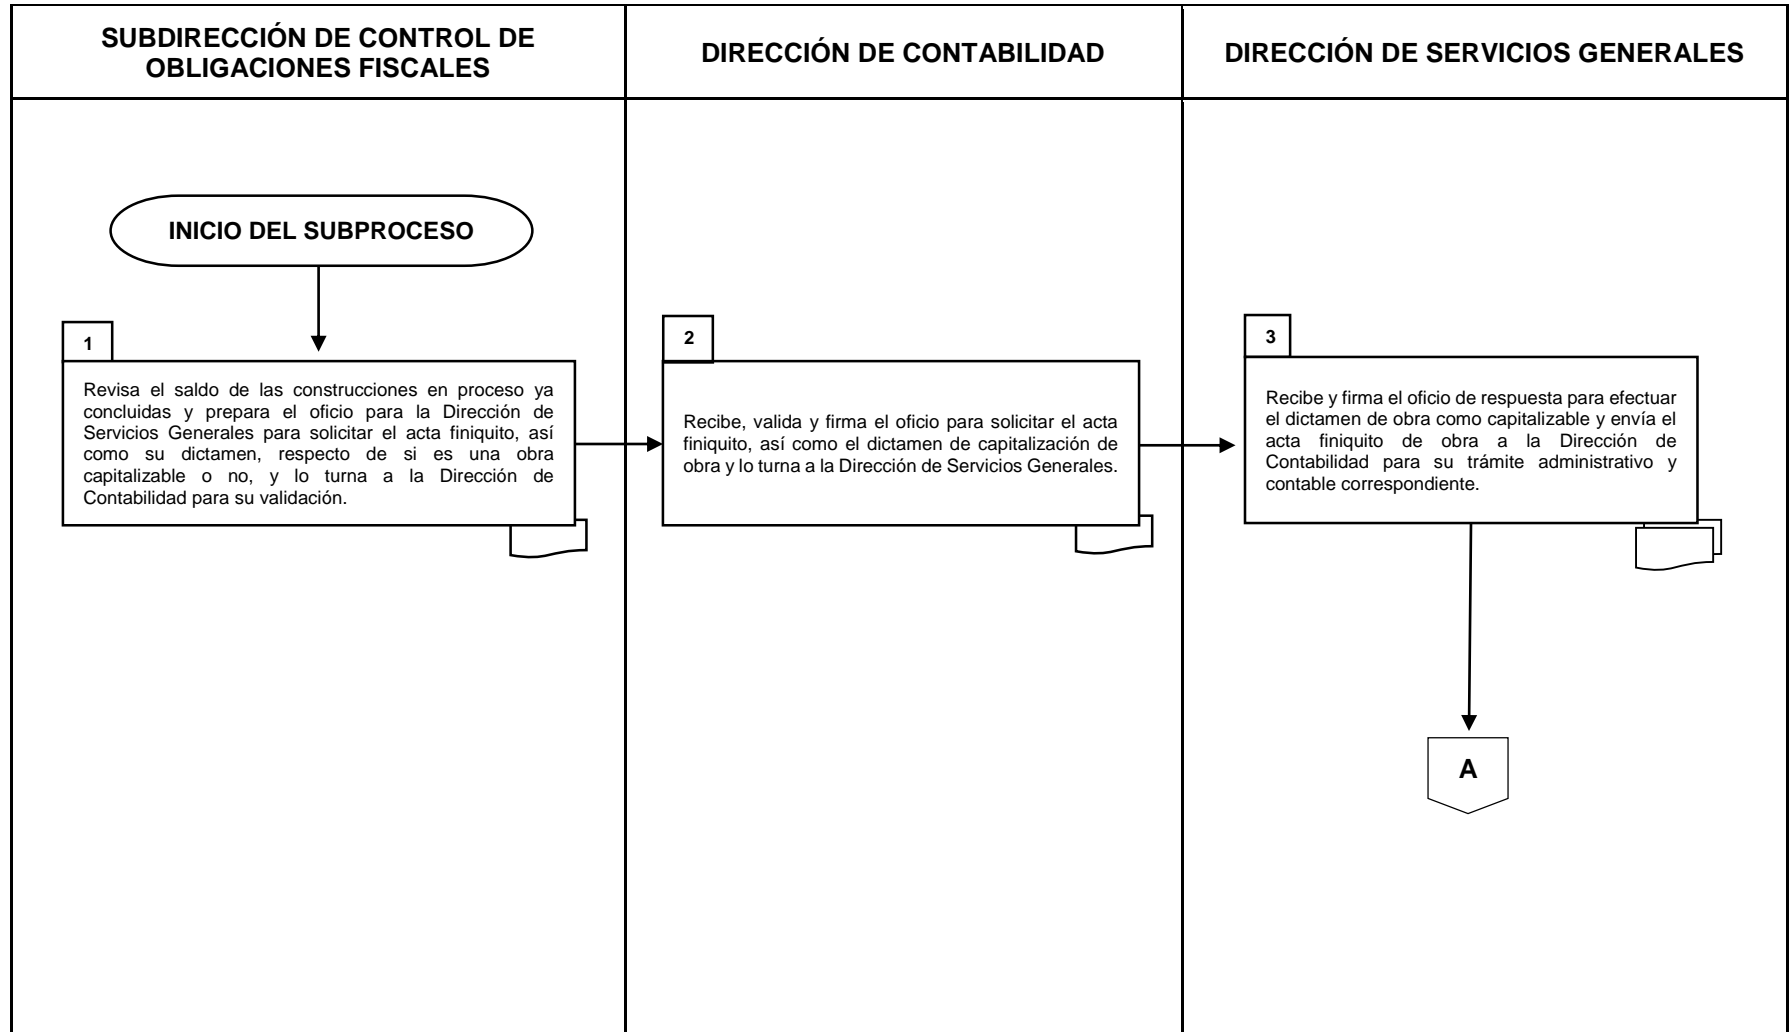 SUBDIRECCIÓN DE CONTROL DE
OBLIGACIONES FISCALES
DIRECCIÓN DE CONTABILIDAD
DIRECCIÓN DE SERVICIOS GENERALES
INICIO DEL SUBPROCESO
1
Revisa el saldo de las construcciones en proceso ya
concluidas y prepara el oficio para la Dirección de
Servicios Generales para solicitar el acta finiquito, así
como su dictamen, respecto de si es una obra
capitalizable o no, y lo turna a la Dirección de
Contabilidad para su validación.
2
Recibe, valida y firma el oficio para solicitar el acta
finiquito, así como el dictamen de capitalización de
obra y lo turna a la Dirección de Servicios Generales.
3
Recibe y firma el oficio de respuesta para efectuar
el dictamen de obra como capitalizable y envía el
acta finiquito de obra a la Dirección de
Contabilidad para su trámite administrativo y
contable correspondiente.
A